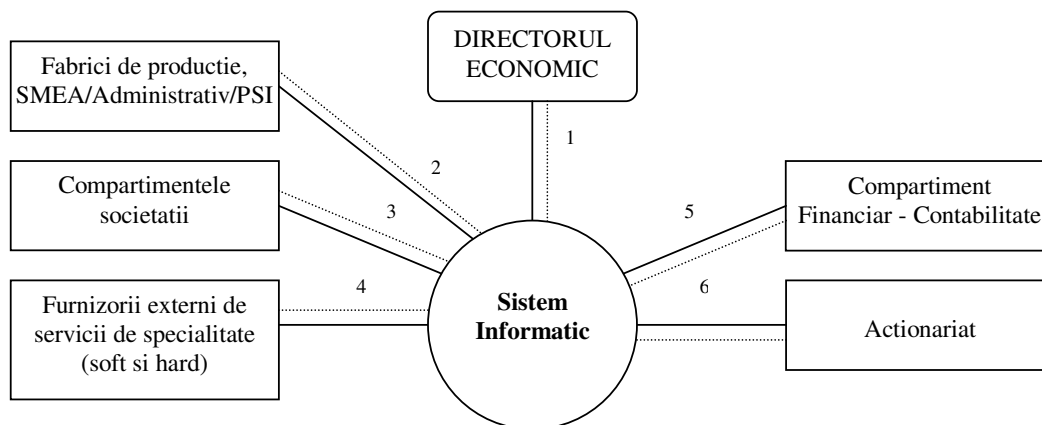 DIRECTORUL
ECONOMIC
Fabrici de productie,
SMEA/Administrativ/PSI
1
2
Compartimentele
societatii
3
5
Compartiment
Financiar - Contabilitate
4
6
Furnizorii externi de
servicii de specialitate
(soft si hard)
Sistem
Informatic
Actionariat